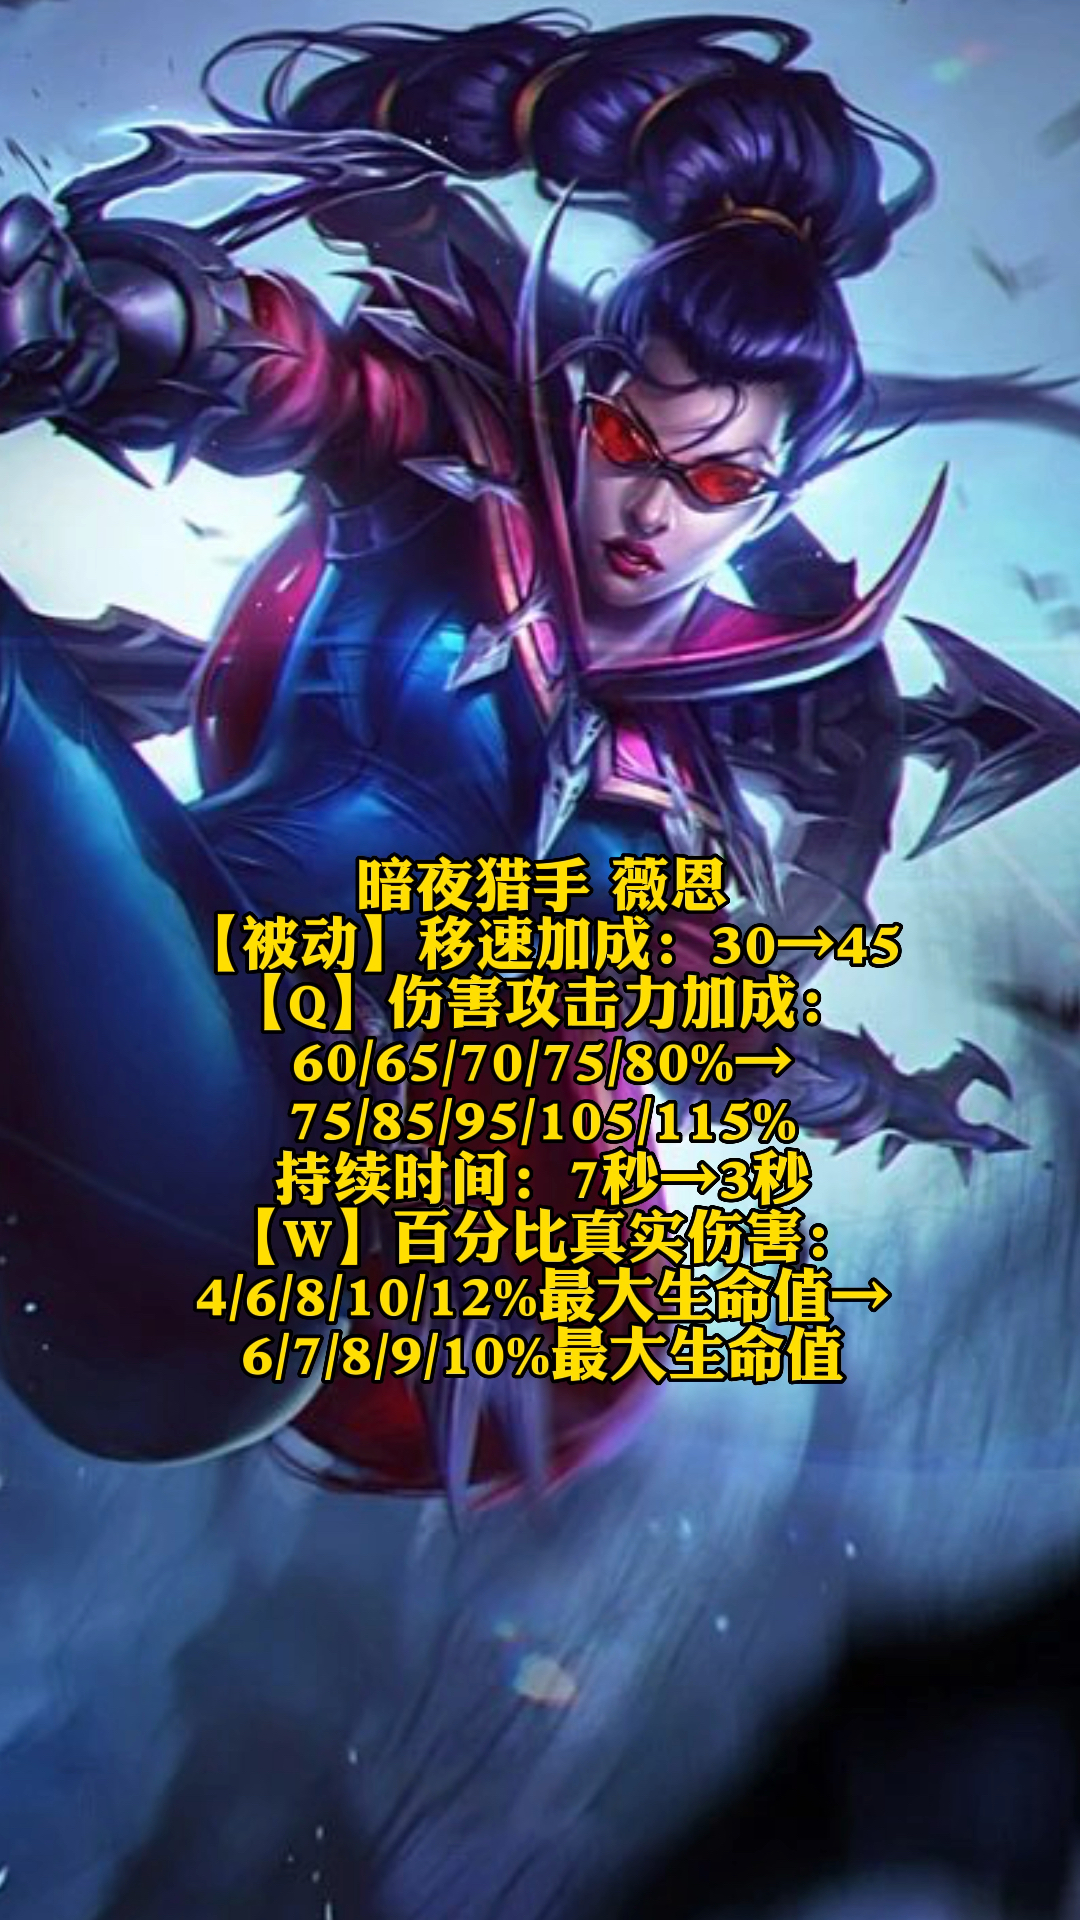 暗夜猎手 薇恩
【被动】移速加成：30→45
【Q】伤害攻击力加成：
60/65/70/75/80%→
75/85/95/105/115%
持续时间：7秒→3秒
【W】百分比真实伤害：
4/6/8/10/12%最大生命值→
6/7/8/9/10%最大生命值